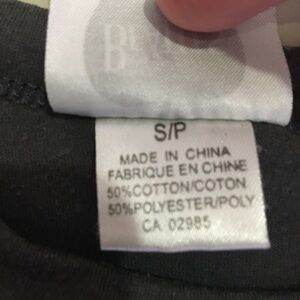 S/P
MADE IN CHINA
FABRIQUE EN CHINE
50%COTTON/COTON
50%POLYESTER/POLY
CA 02985